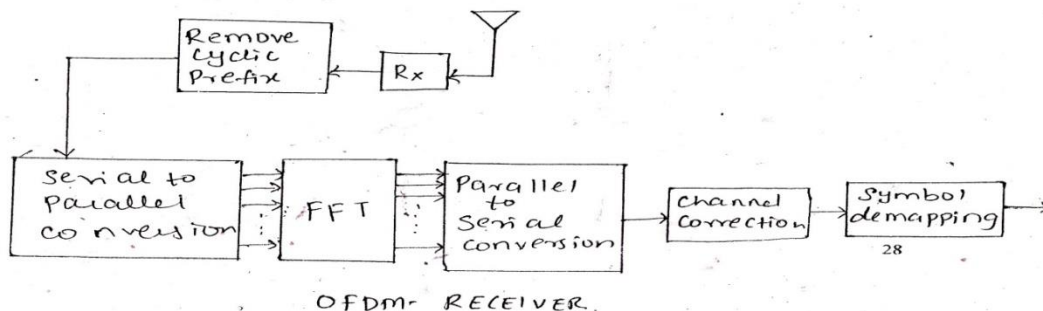 Remove
Cyclic
Prefix
Rx
Serial to
Parallel
Conversion
FFT
Parallel
to
Serial
conversion
Channel
Correction
Symbol
demapping
28
OFDM- RECEIVER.